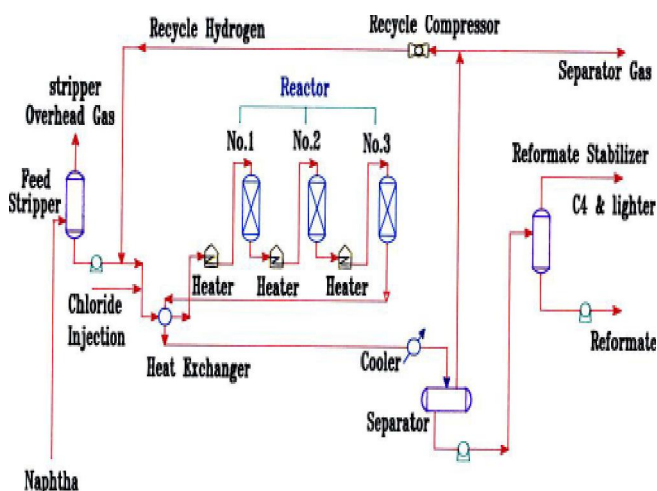 Recycle Compressor
Recycle Hydrogen
Separator Gas
stripper
Overhead Gas
Reactor
No.1
No.2
No.3
Reformate Stabilizer
C4 & lighter
Feed
Stripper
Heater
Heater
Heater
Chloride
Injection
Heat Exchanger
Cooler
Reformate
Separator
Naphtha